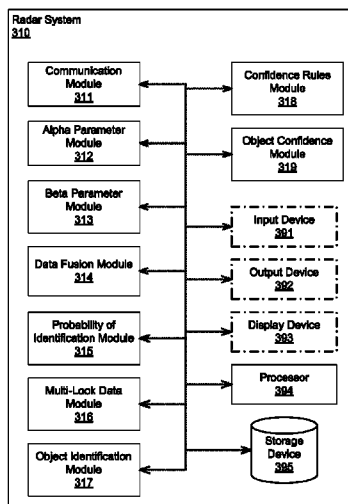 Radar System
310
Communication
Module
311
Alpha Parameter
Module
312
Beta Parameter
Module
313
Data Fusion Module
314
Probability of
Identification Module
315
Multi-Look Data
Module
316
Object Identification
Module
317
Confidence Rules
Module
318
Object Confidence
Module
319
Input Device
391
Output Device
392
Display Device
393
Processor
394
Storage
Device
395